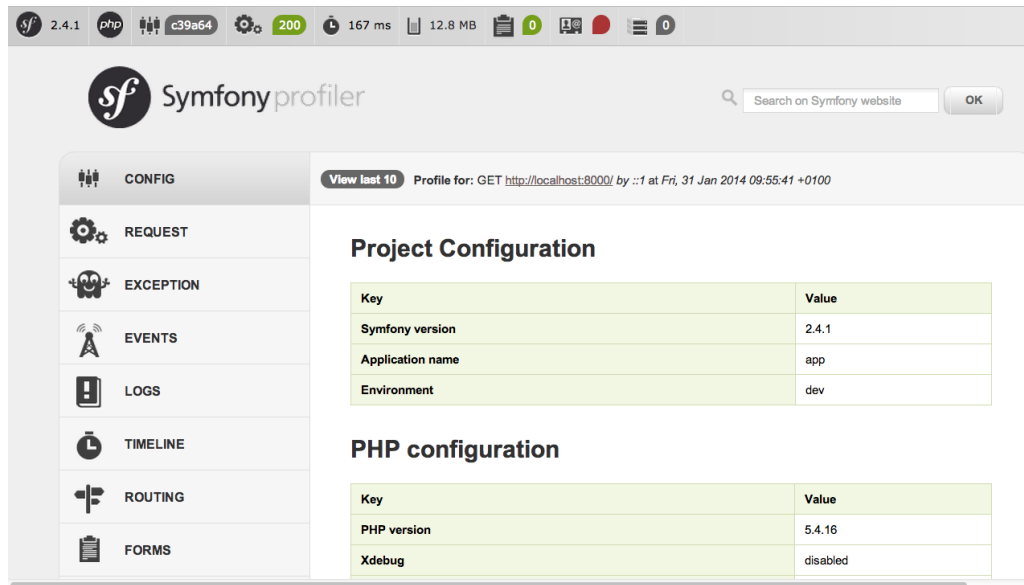 sf 2.4.1 php c39a64 200 167 ms 12.8 MB 0 0
sf Symfony profiler
Search on Symfony website OK
CONFIG
View last 10 Profile for: GET http://localhost:8000/ by ::1 at Fri, 31 Jan 2014 09:55:41 +0100
REQUEST
EXCEPTION
EVENTS
LOGS
TIMELINE
ROUTING
FORMS
Project Configuration
Key Value
Symfony version 2.4.1
Application name app
Environment dev
PHP configuration
Key Value
PHP version 5.4.16
Xdebug disabled